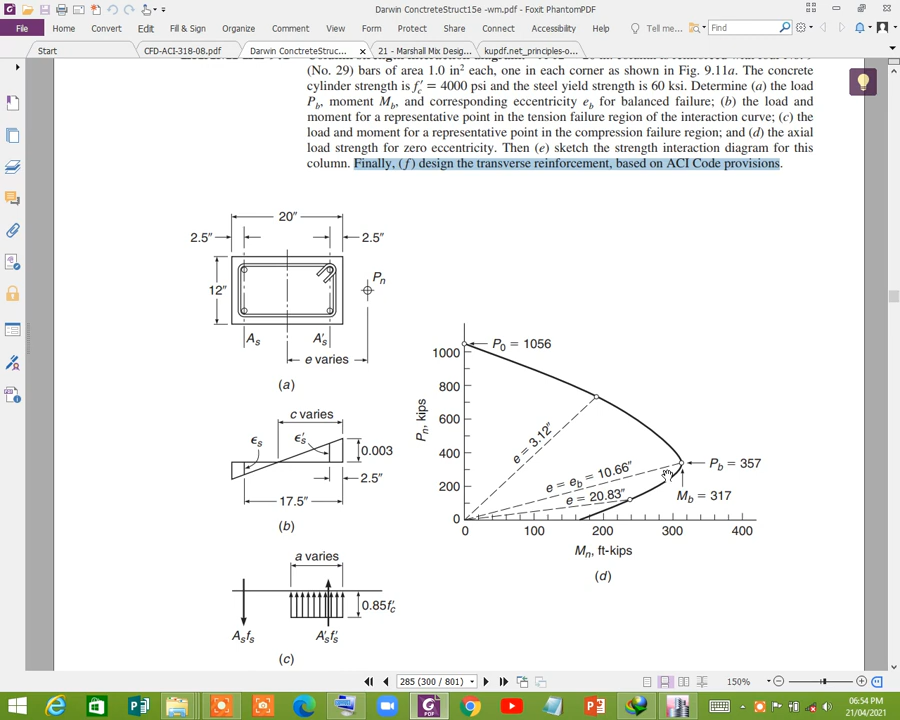 Darwin ConcreteStruct15e -wm.pdf - Foxit PhantomPDF
File Home Convert Edit Fill & Sign Organize Share View Connect Accessibility Help Tell me... Find
Start CFD-ACI-318-08.pdf Darwin ConcreteStruc... 21 - Marshall Mix Desig... kupdf.net_principles-o...
(No. 29) bars of area 1.0 in² each, one in each corner as shown in Fig. 9.11a. The concrete
cylinder strength is f′c = 4000 psi and the steel yield strength is 60 ksi. Determine (a) the load
Pb, moment Mb, and corresponding eccentricity eb for balanced failure; (b) the load and
moment for a representative point in the tension failure region of the interaction curve; (c) the
load and moment for a representative point in the compression failure region; and (d) the axial
load strength for zero eccentricity. Then (e) sketch the strength interaction diagram for this
column. Finally, (f) design the transverse reinforcement, based on ACI Code provisions.
20″
2.5″
2.5″
12″
Pn
As
A′s
e varies
(a)
c varies
ϵs
ϵ′s
0.003
2.5″
17.5″
(b)
a varies
0.85f′c
Asfs
A′sf′s
(c)
1000
800
600
400
200
0
Pn, kips
P0 = 1056
e = 3.12″
e = eb = 10.66″
e = 20.83″
Pb = 357
Mb = 317
0 100 200 300 400
Mn, ft-kips
(d)
285 (300 / 801)
150%
06:54 PM
21/04/2021